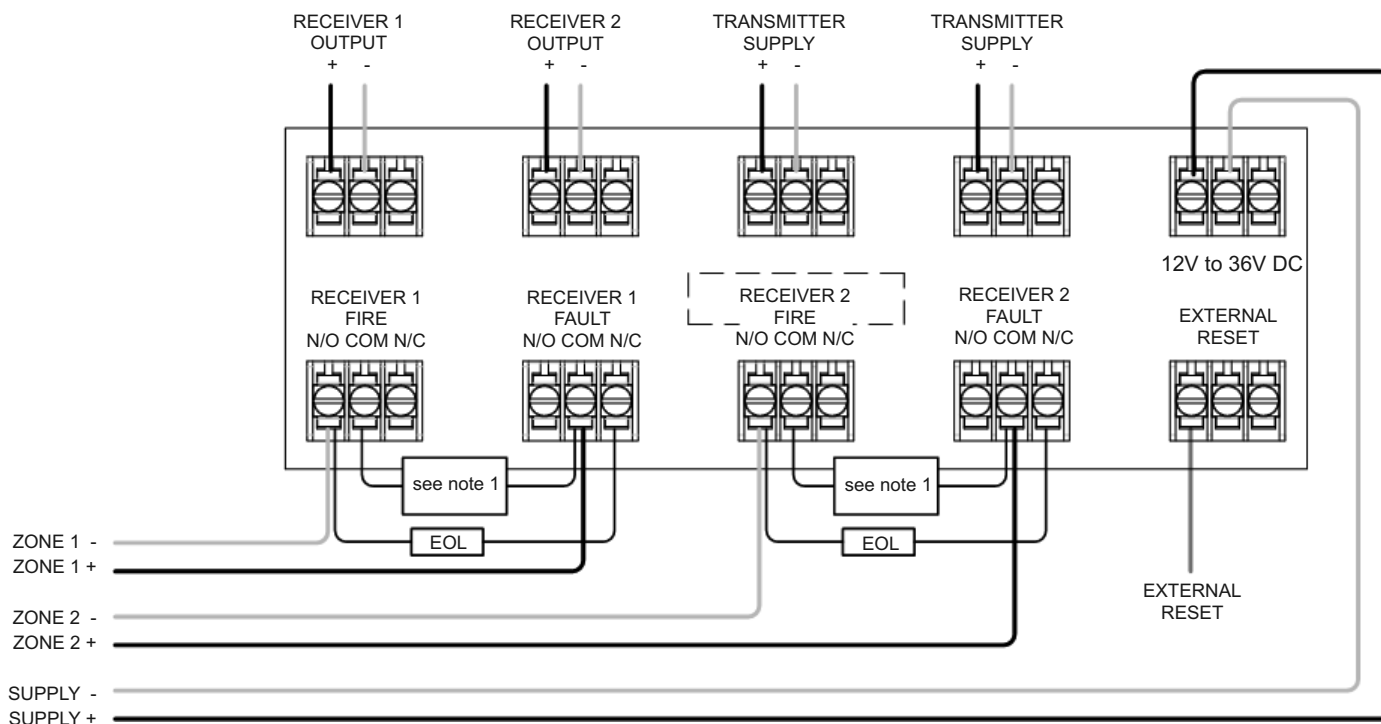 RECEIVER 1
OUTPUT
+ -
RECEIVER 2
OUTPUT
+ -
TRANSMITTER
SUPPLY
+ -
TRANSMITTER
SUPPLY
+ -
12V to 36V DC
RECEIVER 1
FIRE
N/O COM N/C
RECEIVER 1
FAULT
N/O COM N/C
RECEIVER 2
FIRE
N/O COM N/C
RECEIVER 2
FAULT
N/O COM N/C
EXTERNAL
RESET
see note 1
see note 1
EOL
EOL
ZONE 1 -
ZONE 1 +
ZONE 2 -
ZONE 2 +
EXTERNAL
RESET
SUPPLY -
SUPPLY +